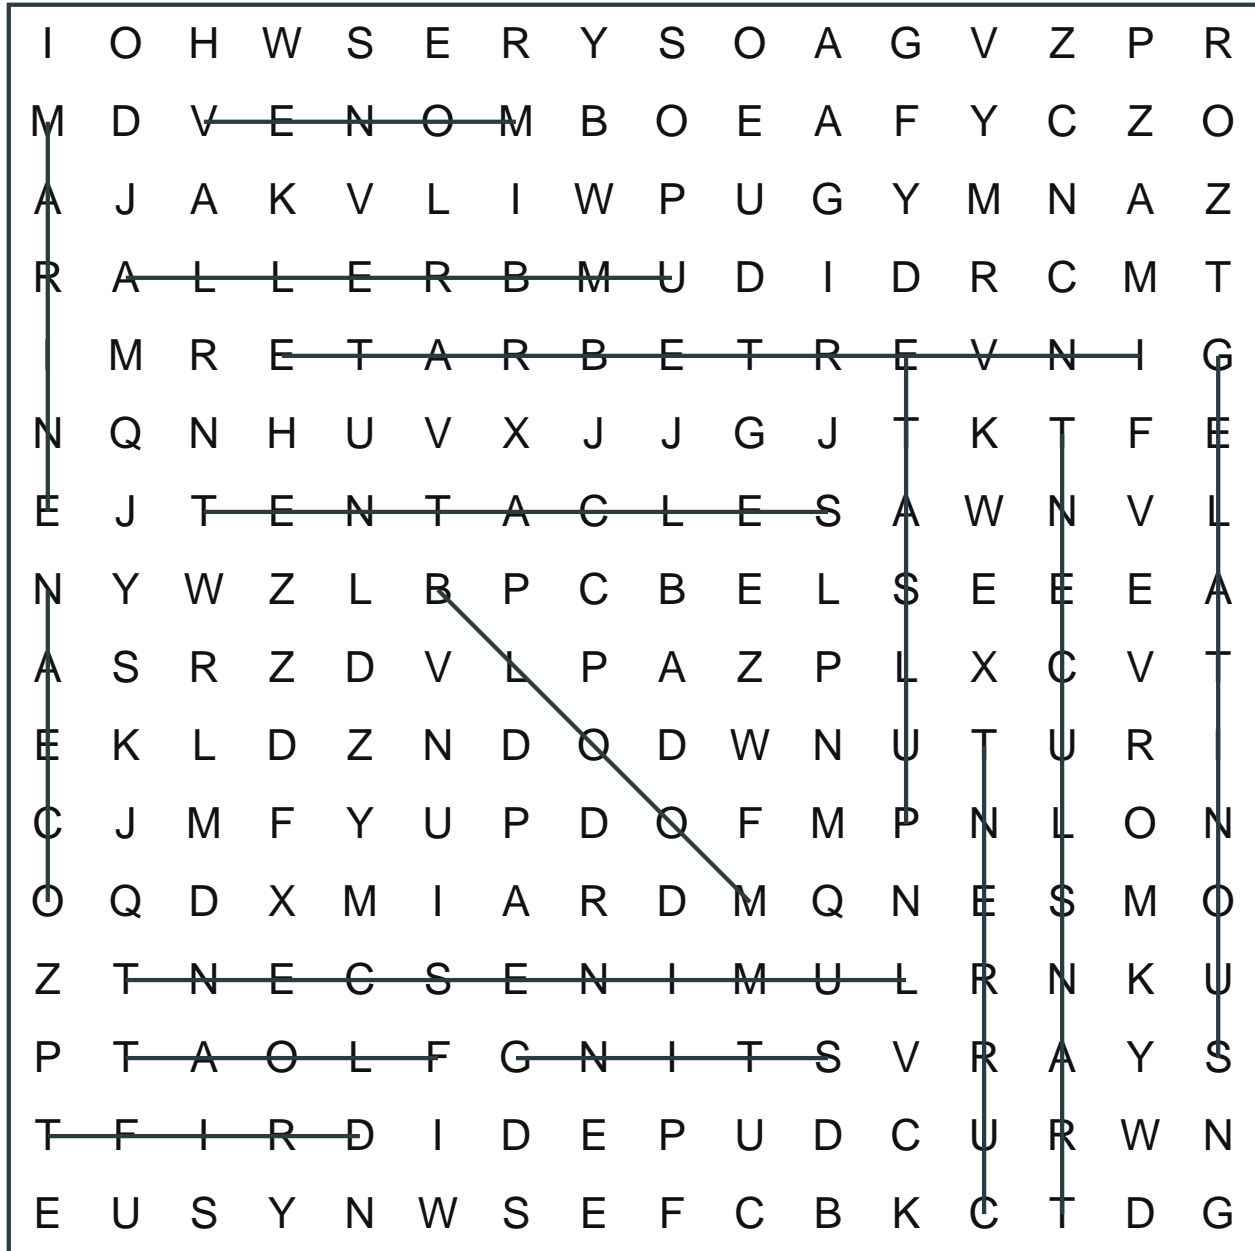 I O H W S E R Y S O A G V Z P R
M D V E N O M B O E A F Y C Z O
A J A K V L I W P U G Y M N A Z
R A L L E R B M U D I D R C M T
I M R E T A R B E T R E V N I G
N Q N H U V X J J G J T K T F E
E J T E N T A C L E S A W N V L
N Y W Z L B P C B E L S E E E A
A S R Z D V L P A Z P L X C V T
E K L D Z N D O D W N U T U R I
C J M F Y U P D O F M P N L O N
O Q D X M I A R D M Q N E S M O
Z T N E C S E N I M U L R N K U
P T A O L F G N I T S V R A Y S
T F I R D I D E P U D C U R W N
E U S Y N W S E F C B K C T D G